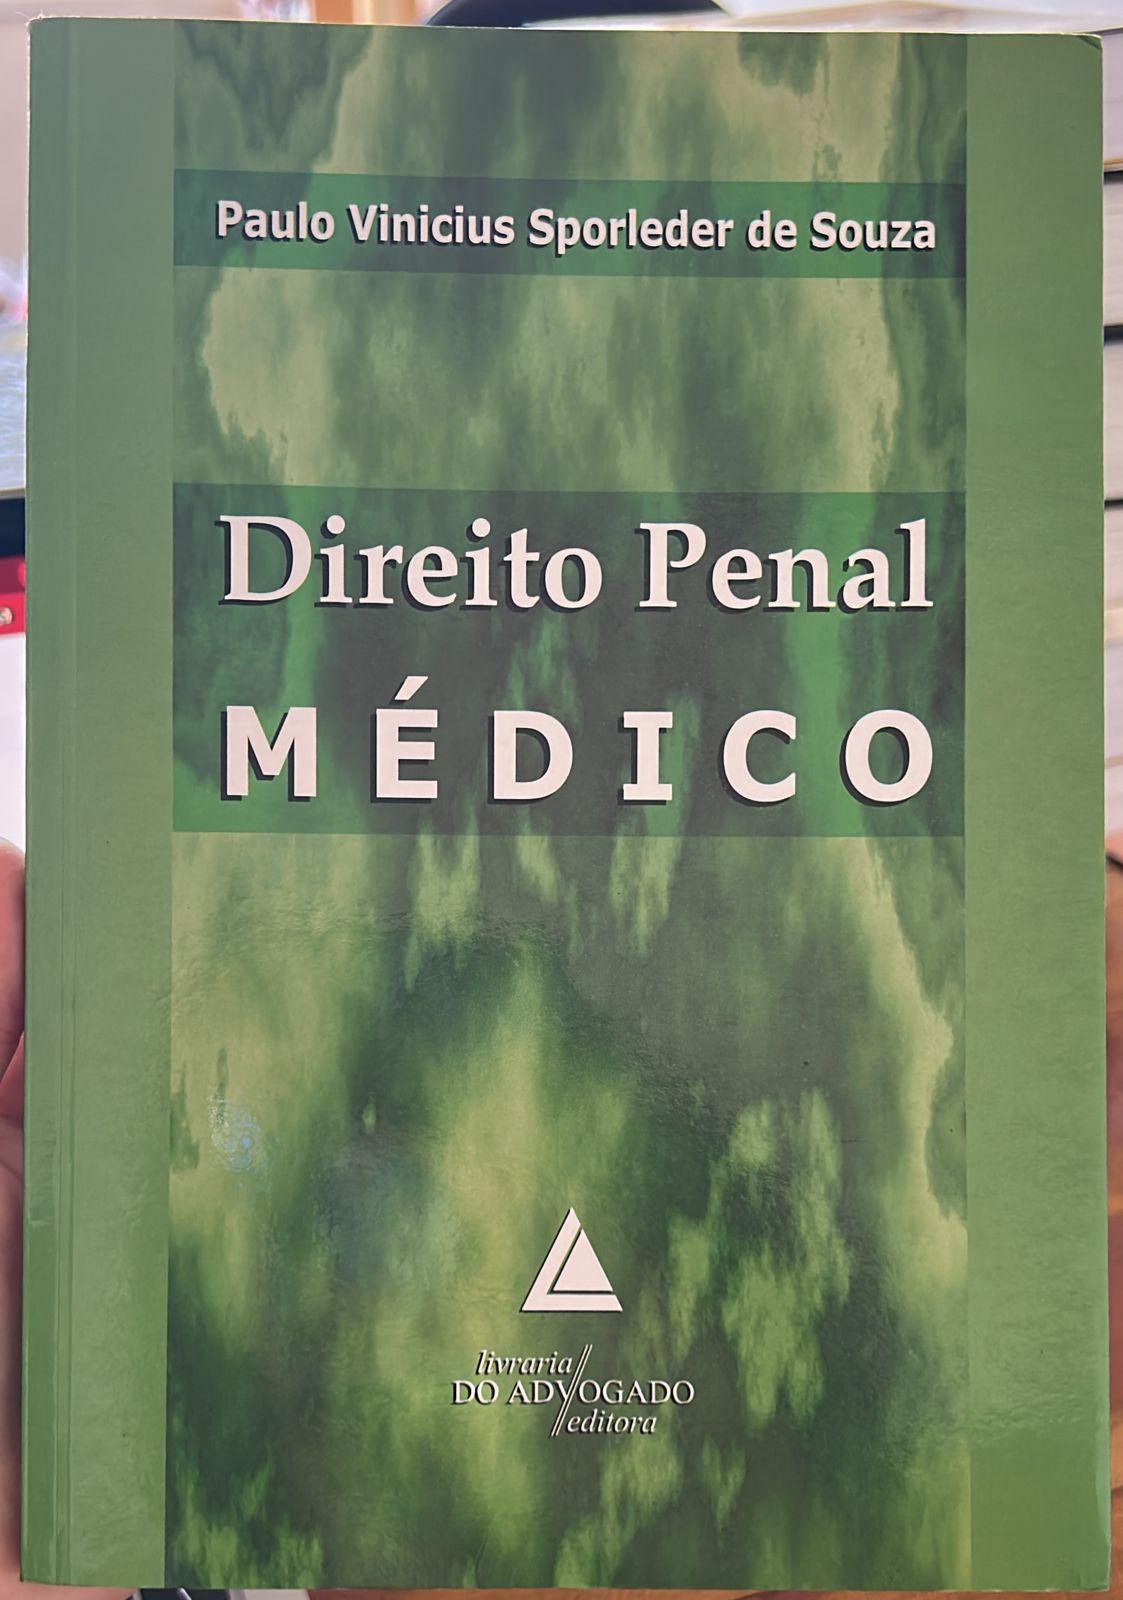 Paulo Vinicius Sporleder de Souza
Direito Penal
MÉDICO
livraria
DO ADVOGADO
editora